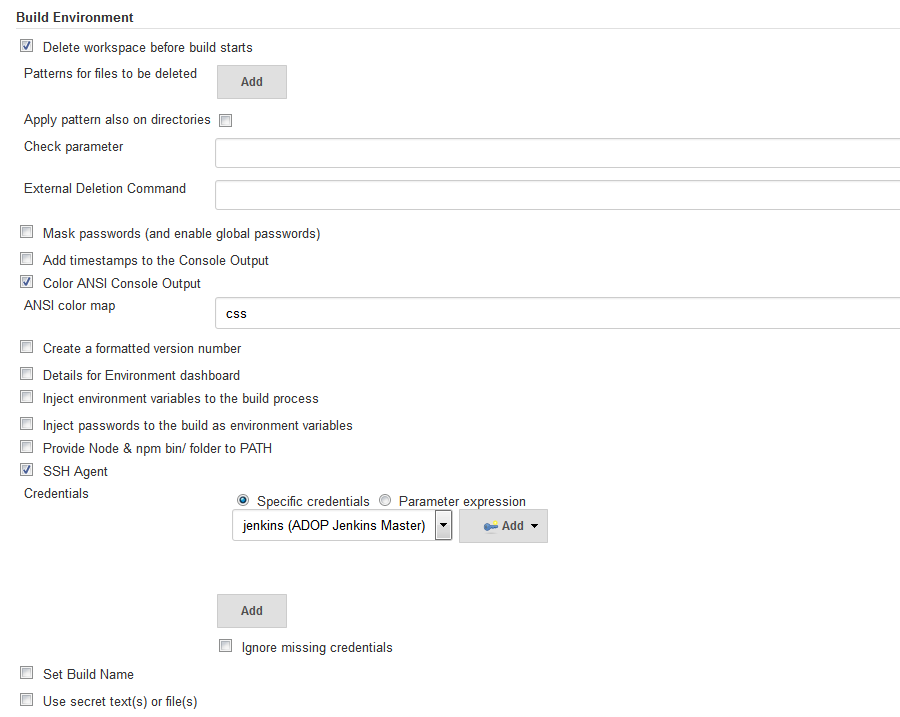 Build Environment
Delete workspace before build starts
Patterns for files to be deleted
Add
Apply pattern also on directories
Check parameter
External Deletion Command
Mask passwords (and enable global passwords)
Add timestamps to the Console Output
Color ANSI Console Output
ANSI color map
css
Create a formatted version number
Details for Environment dashboard
Inject environment variables to the build process
Inject passwords to the build as environment variables
Provide Node & npm bin/ folder to PATH
SSH Agent
Credentials
Specific credentials Parameter expression
jenkins (ADOP Jenkins Master) Add
Add
Ignore missing credentials
Set Build Name
Use secret text(s) or file(s)